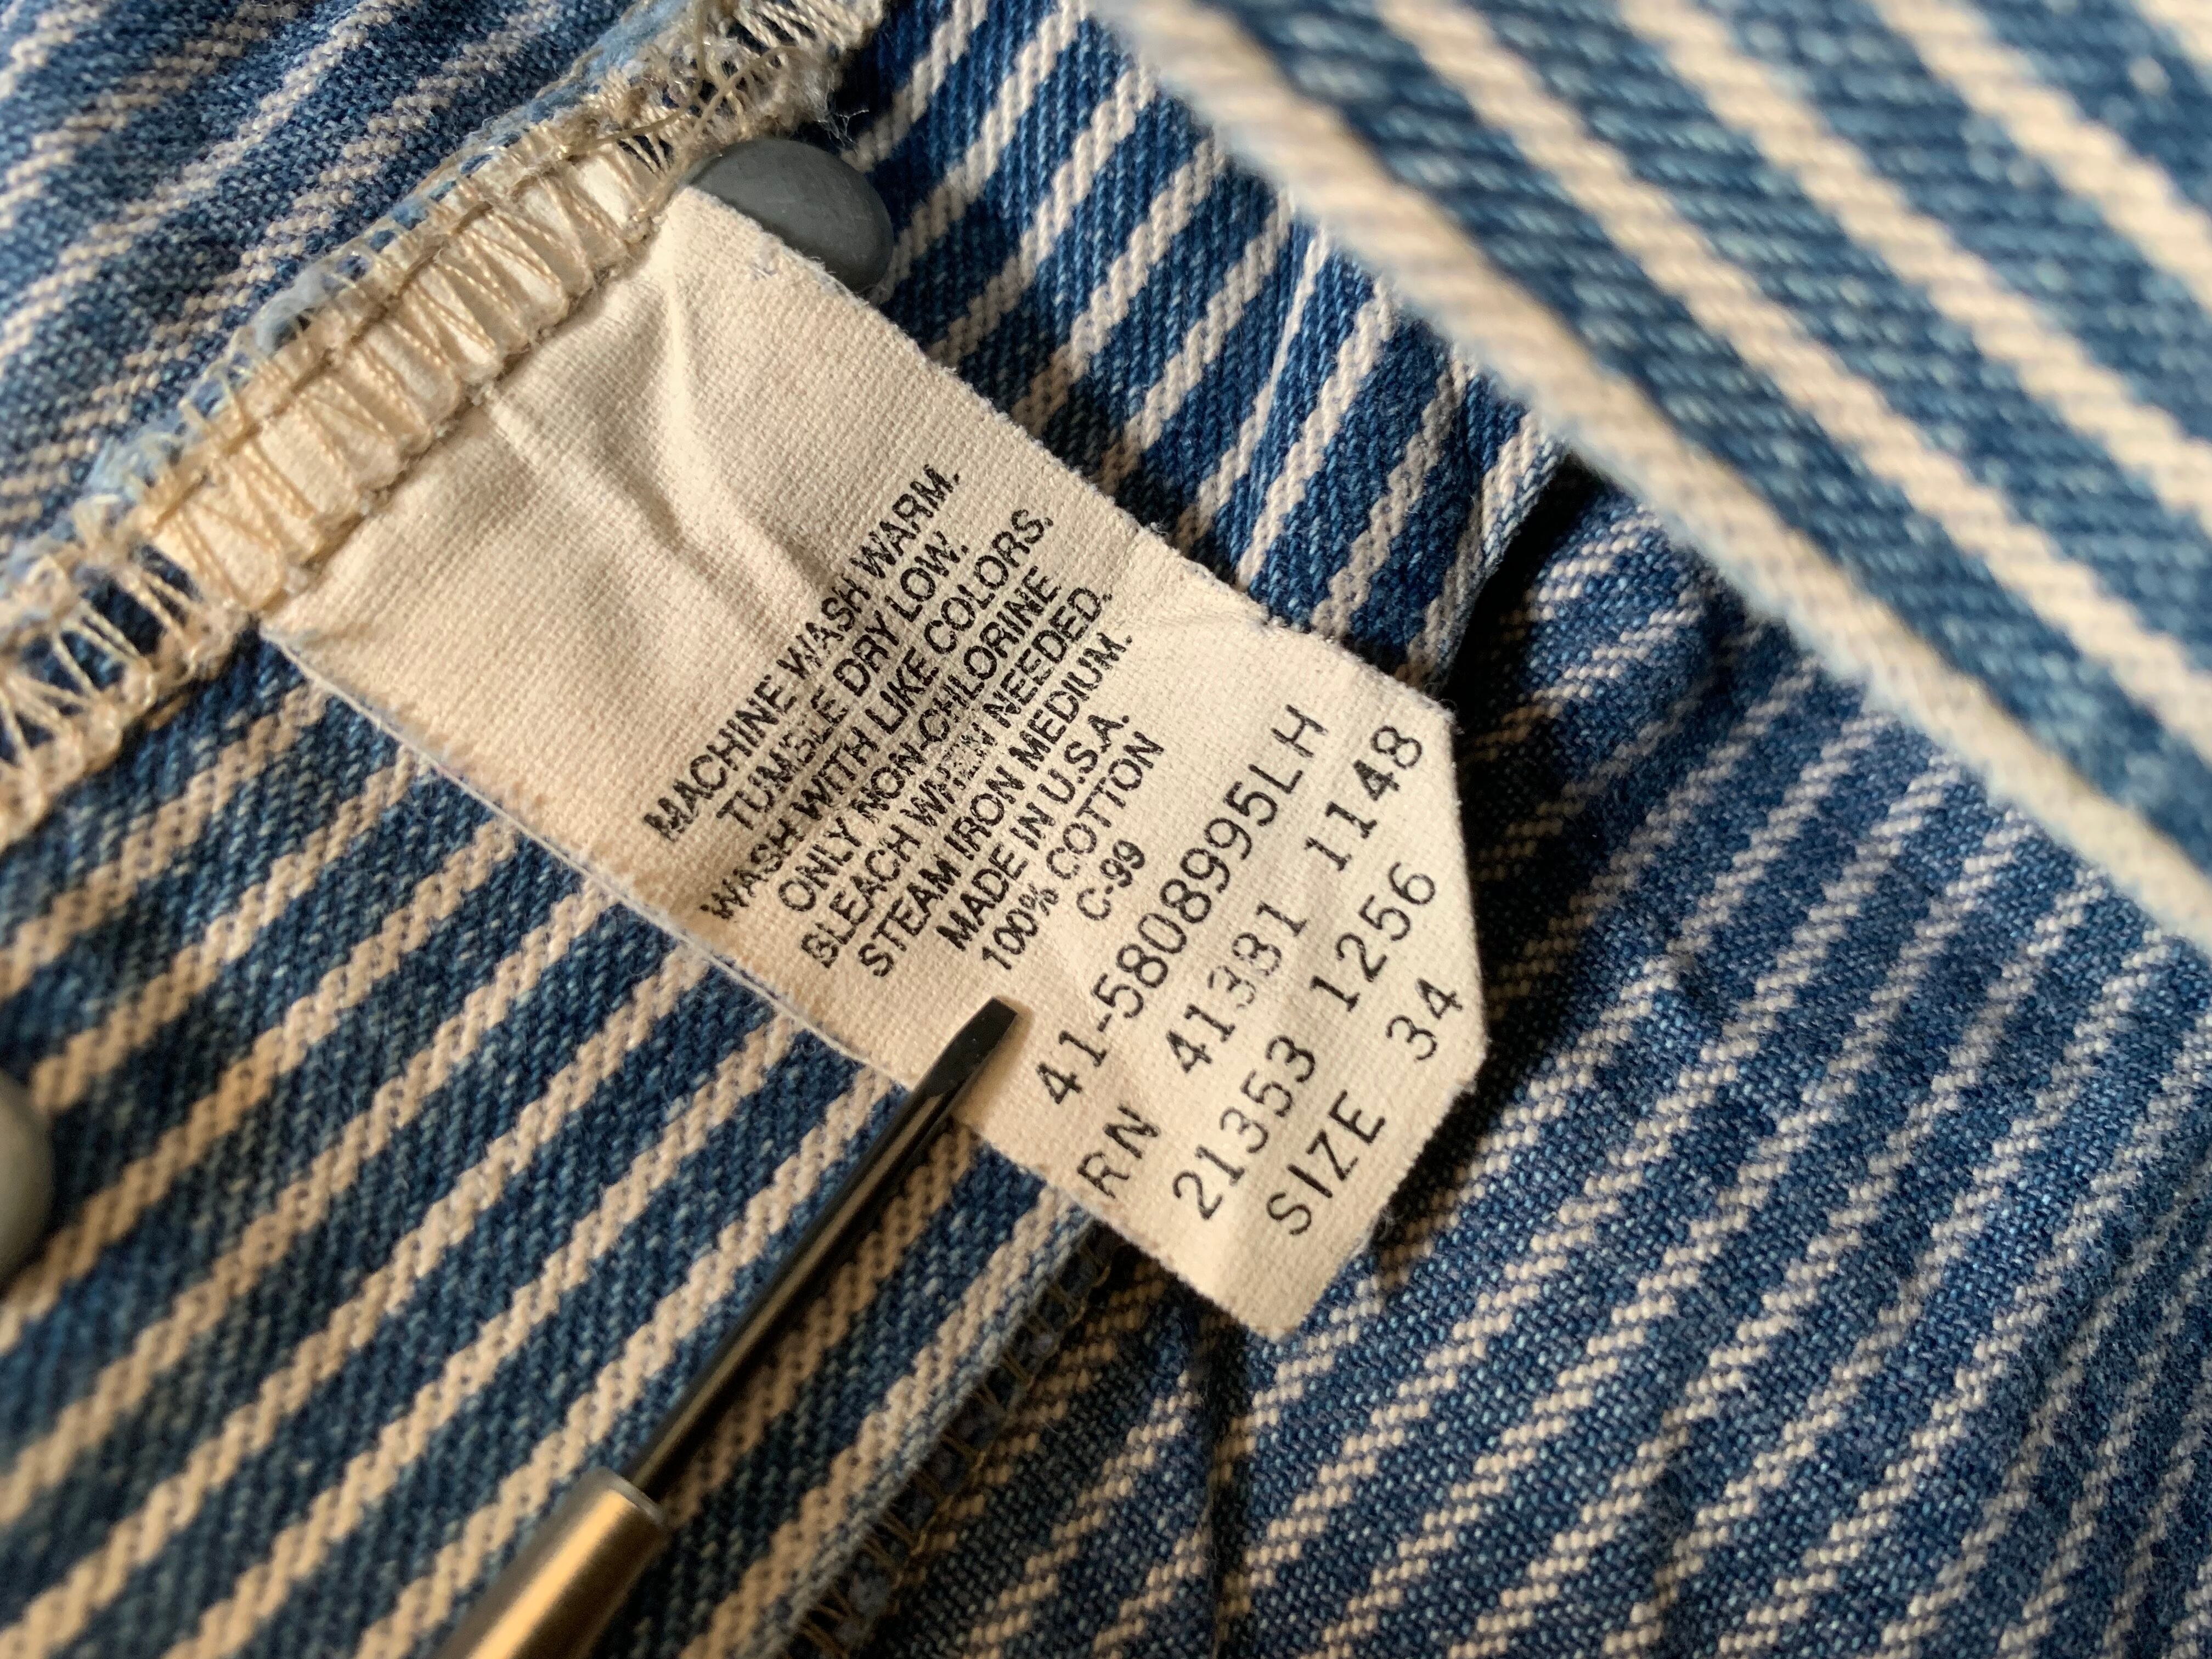 MACHINE WASH WARM.
TUMBLE DRY LOW.
WASH WITH LIKE COLORS.
ONLY NON-CHLORINE
BLEACH WHEN NEEDED.
STEAM IRON MEDIUM.
MADE IN U.S.A.
100% COTTON
C-99
41-5808995LH
RN 41381 1148
21353 1256
SIZE 34